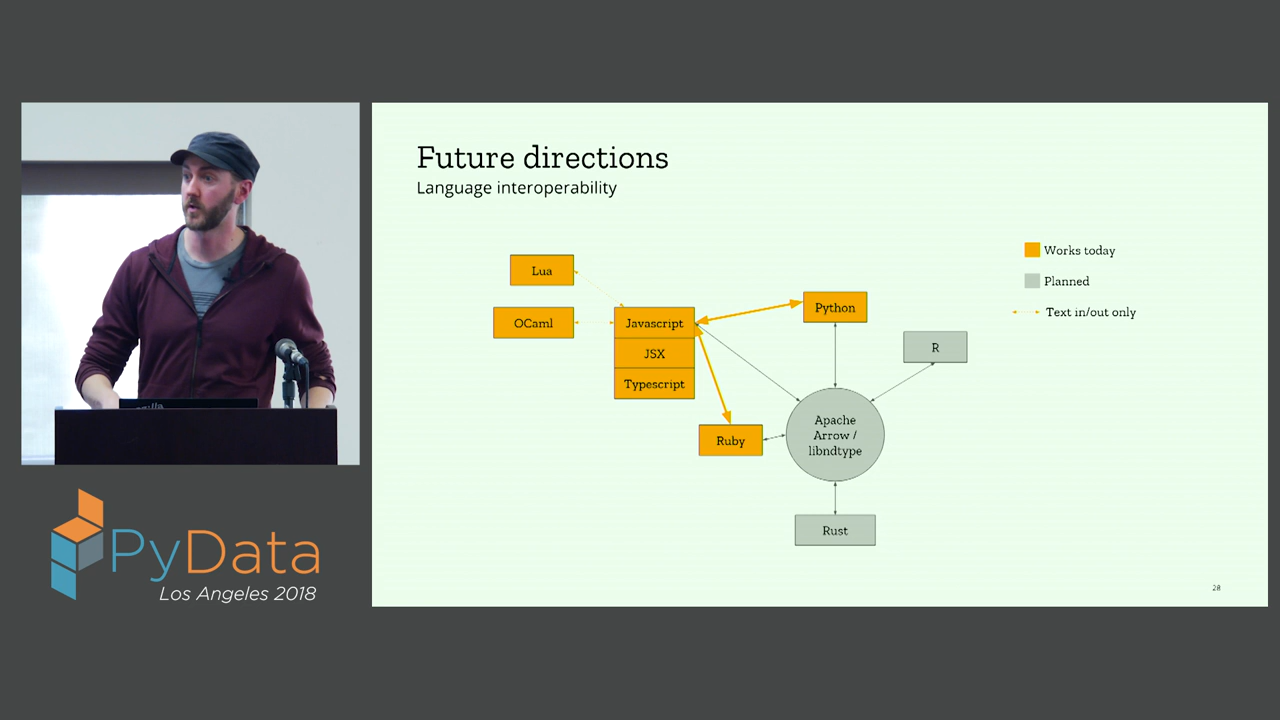 Future directions
Language interoperability
Lua
OCaml
Javascript
JSX
Typescript
Python
R
Ruby
Apache
Arrow /
libndtype
Rust
Works today
Planned
Text in/out only
28
PyData
Los Angeles 2018